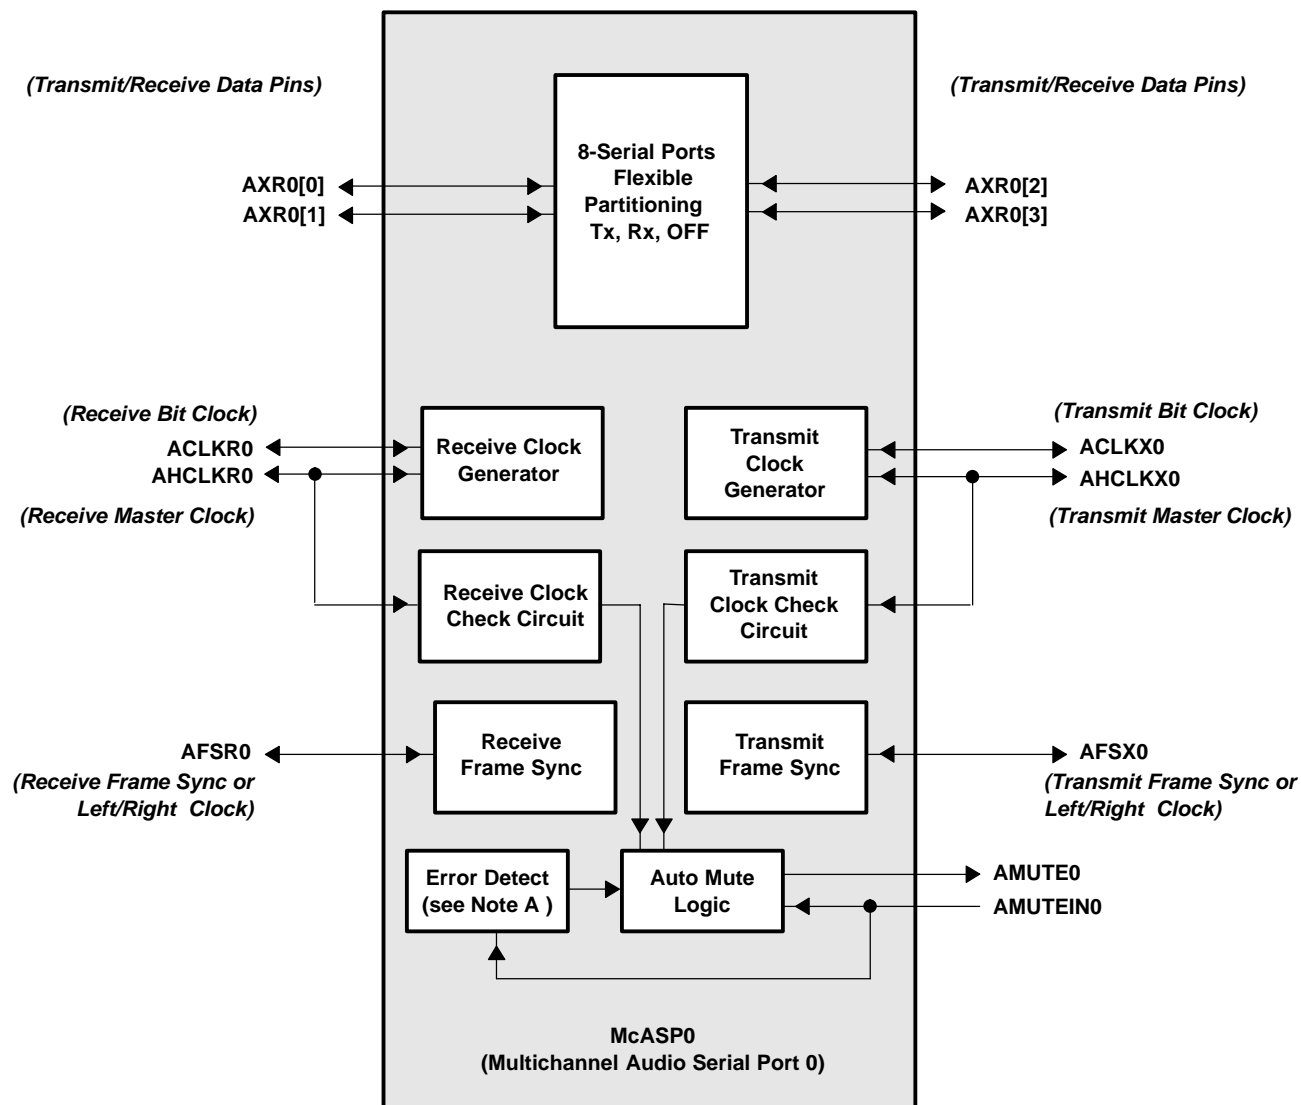 (Transmit/Receive Data Pins)
(Transmit/Receive Data Pins)
8-Serial Ports
Flexible
Partitioning
Tx, Rx, OFF
AXR0[0]
AXR0[1]
AXR0[2]
AXR0[3]
(Receive Bit Clock)
ACLKR0
AHCLKR0
(Receive Master Clock)
Receive Clock
Generator
Transmit
Clock
Generator
(Transmit Bit Clock)
ACLKX0
AHCLKX0
(Transmit Master Clock)
Receive Clock
Check Circuit
Transmit
Clock Check
Circuit
AFSR0
(Receive Frame Sync or
Left/Right Clock)
Receive
Frame Sync
Transmit
Frame Sync
AFSX0
(Transmit Frame Sync or
Left/Right Clock)
Error Detect
(see Note A )
Auto Mute
Logic
AMUTE0
AMUTEIN0
McASP0
(Multichannel Audio Serial Port 0)